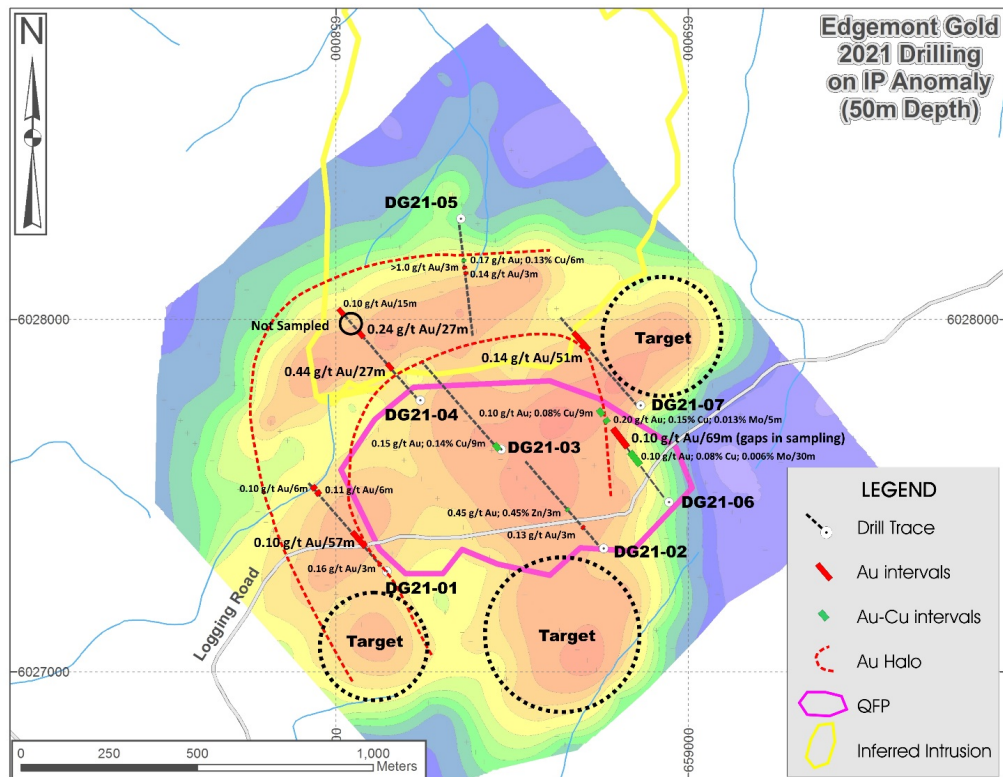 N
Edgemont Gold
2021 Drilling
on IP Anomaly
(50m Depth)
658000
659000
DG21-05
0.17 g/t Au; 0.13% Cu/6m
>1.0 g/t Au/3m
0.14 g/t Au/3m
0.10 g/t Au/15m
6028000
Not Sampled
0.24 g/t Au/27m
Target
6028000
0.14 g/t Au/51m
0.44 g/t Au/27m
DG21-04
DG21-07
0.10 g/t Au; 0.08% Cu/9m
0.20 g/t Au; 0.15% Cu; 0.013% Mo/5m
0.10 g/t Au/69m (gaps in sampling)
0.15 g/t Au; 0.14% Cu/9m
DG21-03
0.10 g/t Au; 0.08% Cu; 0.006% Mo/30m
0.10 g/t Au/6m
0.11 g/t Au/6m
DG21-06
0.45 g/t Au; 0.45% Zn/3m
0.13 g/t Au/3m
0.10 g/t Au/57m
DG21-02
0.16 g/t Au/3m
DG21-01
Logging Road
Target
Target
6027000
6027000
659000
0
500
1,000
Meters
LEGEND
Drill Trace
Au intervals
Au-Cu intervals
Au Halo
QFP
Inferred Intrusion